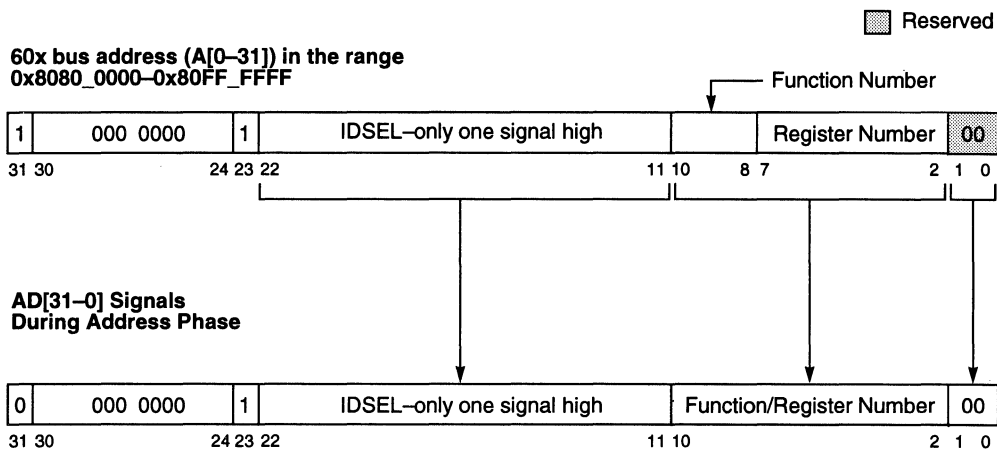 Reserved
60x bus address (A[0–31]) in the range
0x8080_0000–0x80FF_FFFF
Function Number
1 000 0000 1 IDSEL–only one signal high Register Number 00
31 30 24 23 22 11 10 8 7 2 1 0
AD[31–0] Signals
During Address Phase
0 000 0000 1 IDSEL–only one signal high Function/Register Number 00
31 30 24 23 22 11 10 2 1 0